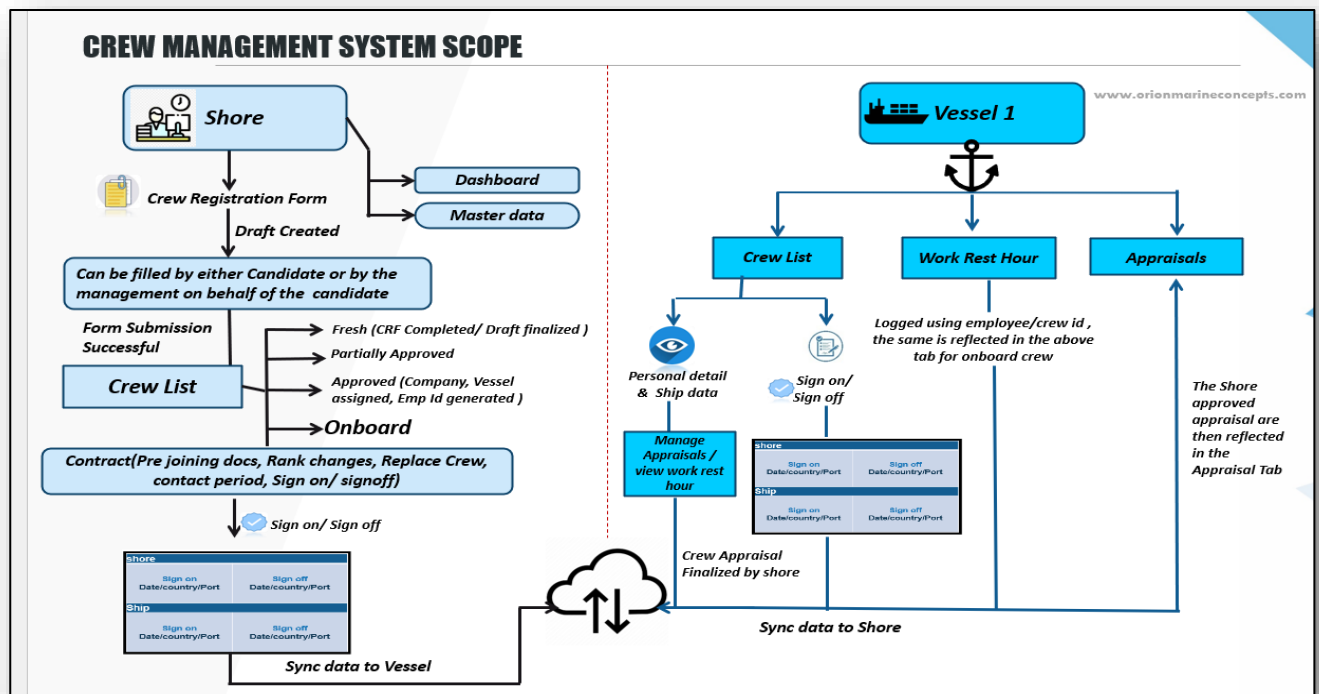 CREW MANAGEMENT SYSTEM SCOPE
www.orionmarineconcepts.com
Shore
Dashboard
Master data
Crew Registration Form
Draft Created
Can be filled by either Candidate or by the
management on behalf of the candidate
Form Submission
Successful
Crew List
Fresh (CRF Completed/ Draft finalized )
Partially Approved
Approved (Company, Vessel
assigned, Emp Id generated )
Onboard
Contract(Pre joining docs, Rank changes, Replace Crew,
contact period, Sign on/ signoff)
Sign on/ Sign off
shore
Sign on
Date/country/Port
Sign off
Date/country/Port
Ship
Sign on
Date/country/Port
Sign off
Date/country/Port
Sync data to Vessel
Vessel 1
Crew List
Work Rest Hour
Appraisals
Personal detail
& Ship data
Sign on/
Sign off
Manage
Appraisals /
view work rest
hour
shore
Sign on
Date/country/Port
Sign off
Date/country/Port
Ship
Sign on
Date/country/Port
Sign off
Date/country/Port
Logged using employee/crew id ,
the same is reflected in the above
tab for onboard crew
The Shore
approved
appraisal are
then reflected
in the
Appraisal Tab
Crew Appraisal
Finalized by shore
Sync data to Shore